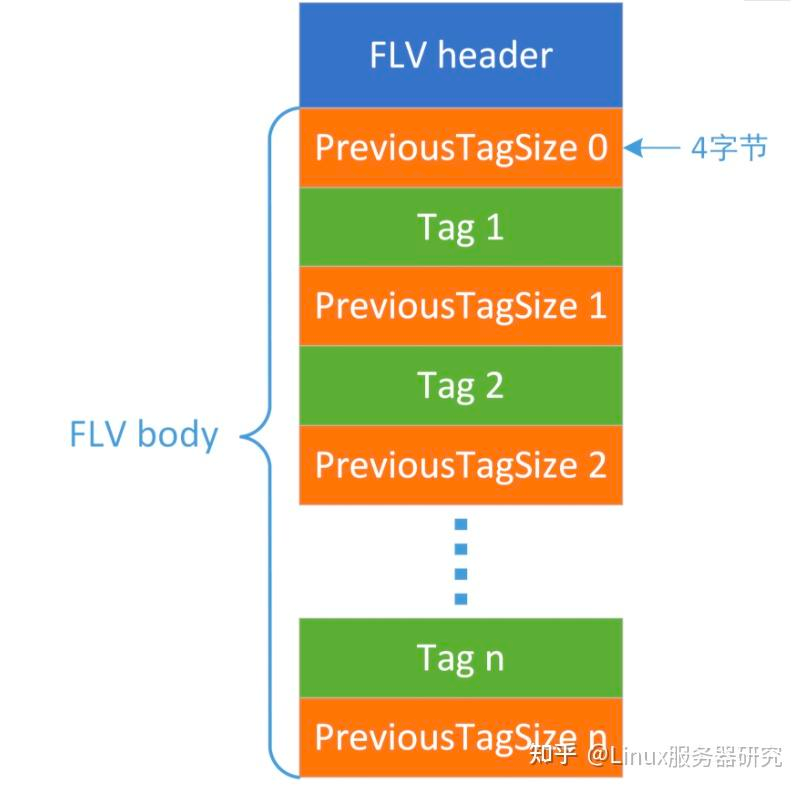 FLV header
PreviousTagSize 0
4字节
Tag 1
PreviousTagSize 1
Tag 2
FLV body
PreviousTagSize 2
Tag n
PreviousTagSize n
知乎 @Linux服务器研究